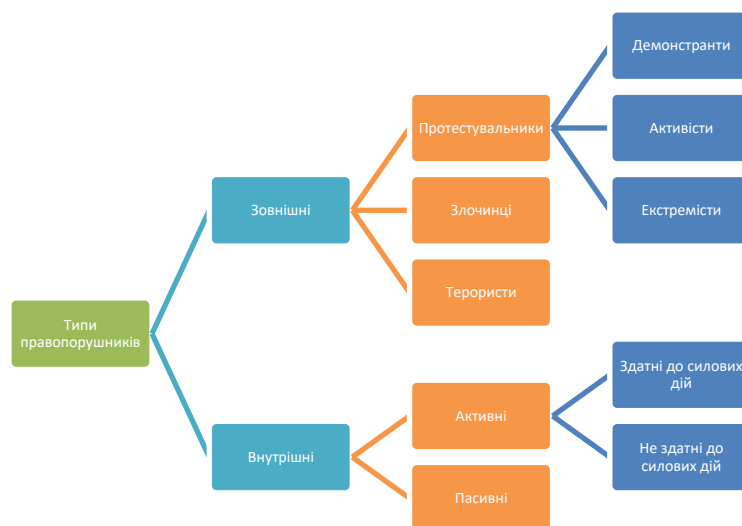 Типи
правопорушників
Зовнішні
Протестувальники
Демонстранти
Активісти
Екстремісти
Злочинці
Терористи
Внутрішні
Активні
Здатні до силових
дій
Не здатні до
силових дій
Пасивні